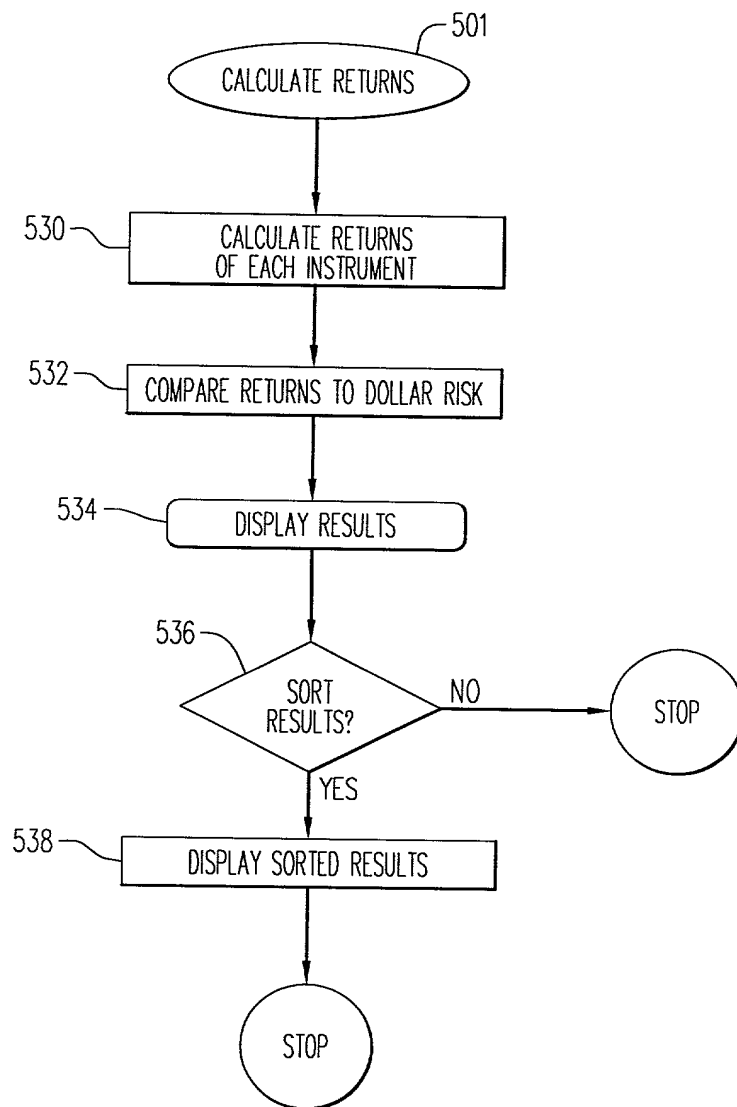 501
CALCULATE RETURNS
530
CALCULATE RETURNS
OF EACH INSTRUMENT
532
COMPARE RETURNS TO DOLLAR RISK
534
DISPLAY RESULTS
536
SORT
RESULTS?
NO
STOP
YES
538
DISPLAY SORTED RESULTS
STOP